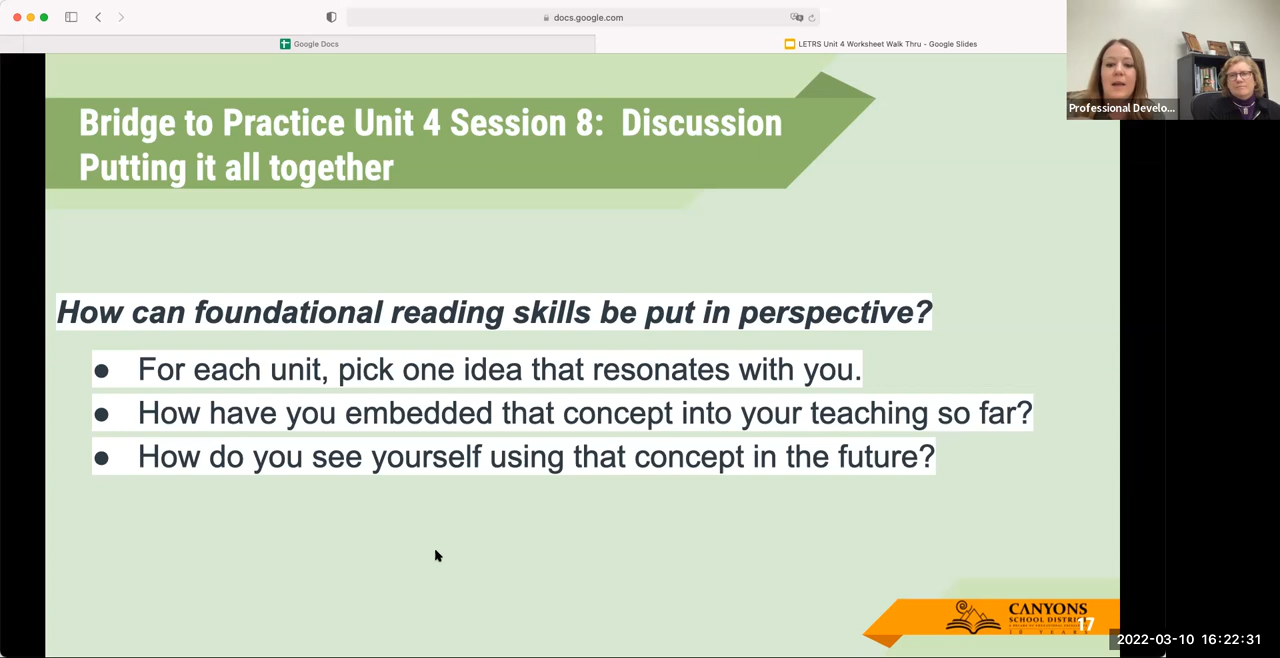 docs.google.com
Google Docs
LETRS Unit 4 Worksheet Walk Thru - Google Slides
Professional Develo...
Bridge to Practice Unit 4 Session 8: Discussion
Putting it all together
How can foundational reading skills be put in perspective?
● For each unit, pick one idea that resonates with you.
● How have you embedded that concept into your teaching so far?
● How do you see yourself using that concept in the future?
CANYONS
SCHOOL
17
2022-03-10 16:22:31